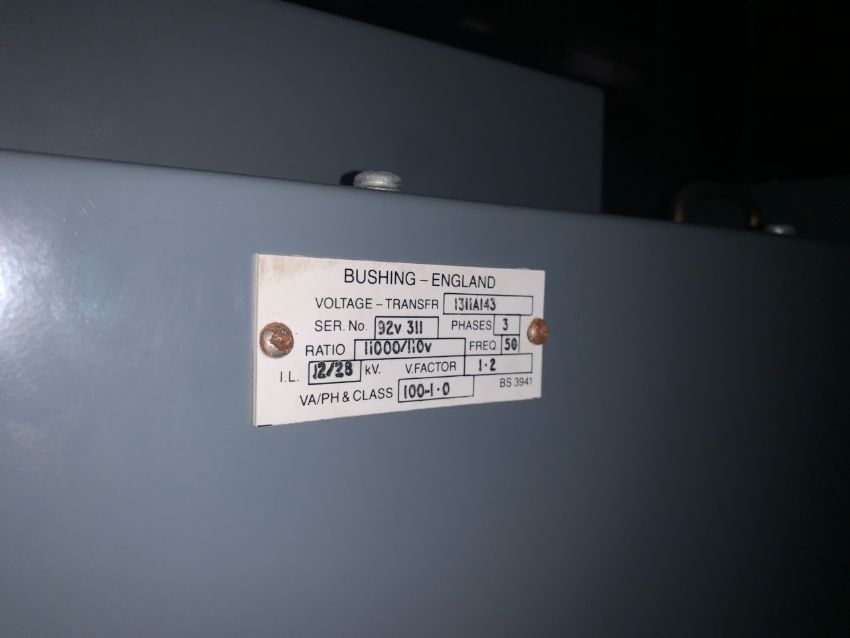 BUSHING – ENGLAND
VOLTAGE – TRANSFR 1311A143
SER. No. 92v 311 PHASES 3
RATIO 11000/110v FREQ 50
I.L. 12/28 kV. V.FACTOR 1·2
VA/PH & CLASS 100-1·0 BS 3941